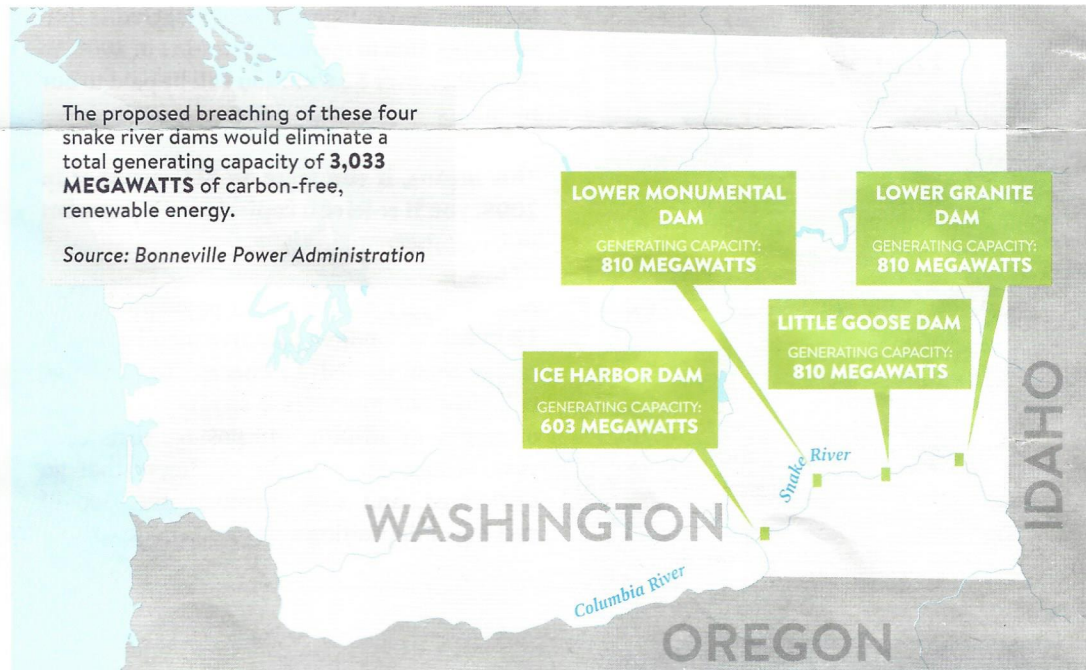 The proposed breaching of these four
snake river dams would eliminate a
total generating capacity of 3,033
MEGAWATTS of carbon-free,
renewable energy.
Source: Bonneville Power Administration
LOWER MONUMENTAL
DAM
GENERATING CAPACITY:
810 MEGAWATTS
LOWER GRANITE
DAM
GENERATING CAPACITY:
810 MEGAWATTS
LITTLE GOOSE DAM
GENERATING CAPACITY:
810 MEGAWATTS
ICE HARBOR DAM
GENERATING CAPACITY:
603 MEGAWATTS
Snake River
WASHINGTON
IDAHO
Columbia River
OREGON